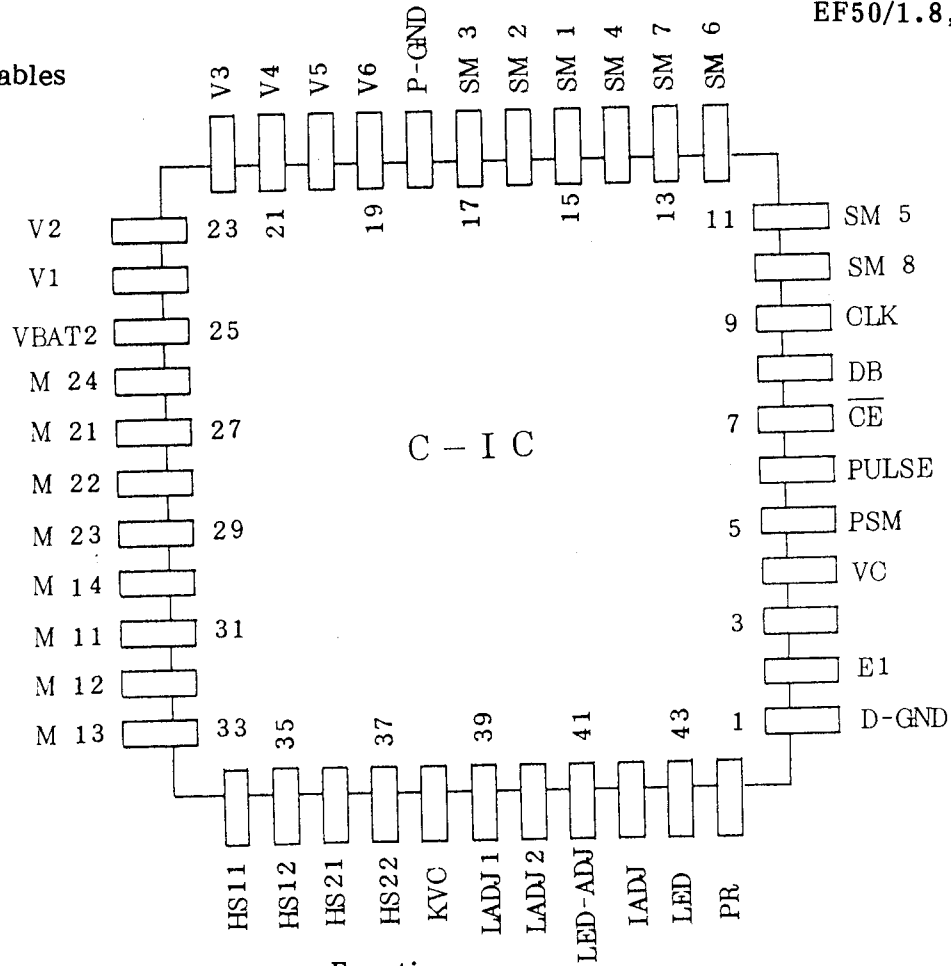 EF50/1.8,
ables
V3
V4
V5
V6
P-GND
SM 3
SM 2
SM 1
SM 4
SM 7
SM 6
23
21
19
17
15
13
11
V2
V1
VBAT2
25
M 24
M 21
27
M 22
M 23
29
M 14
M 11
31
M 12
M 13
33
C-IC
SM 5
SM 8
9
CLK
DB
7
CE
PULSE
5
PSM
VC
3
E1
1
D-GND
35
37
39
41
43
HS11
HS12
HS21
HS22
KVC
LADJ1
LADJ2
LED-ADJ
IADJ
LED
PR